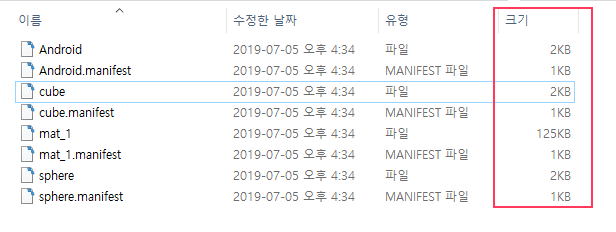 이름 수정한 날짜 유형 크기
Android 2019-07-05 오후 4:34 파일 2KB
Android.manifest 2019-07-05 오후 4:34 MANIFEST 파일 1KB
cube 2019-07-05 오후 4:34 파일 2KB
cube.manifest 2019-07-05 오후 4:34 MANIFEST 파일 1KB
mat_1 2019-07-05 오후 4:34 파일 125KB
mat_1.manifest 2019-07-05 오후 4:34 MANIFEST 파일 1KB
sphere 2019-07-05 오후 4:34 파일 2KB
sphere.manifest 2019-07-05 오후 4:34 MANIFEST 파일 1KB